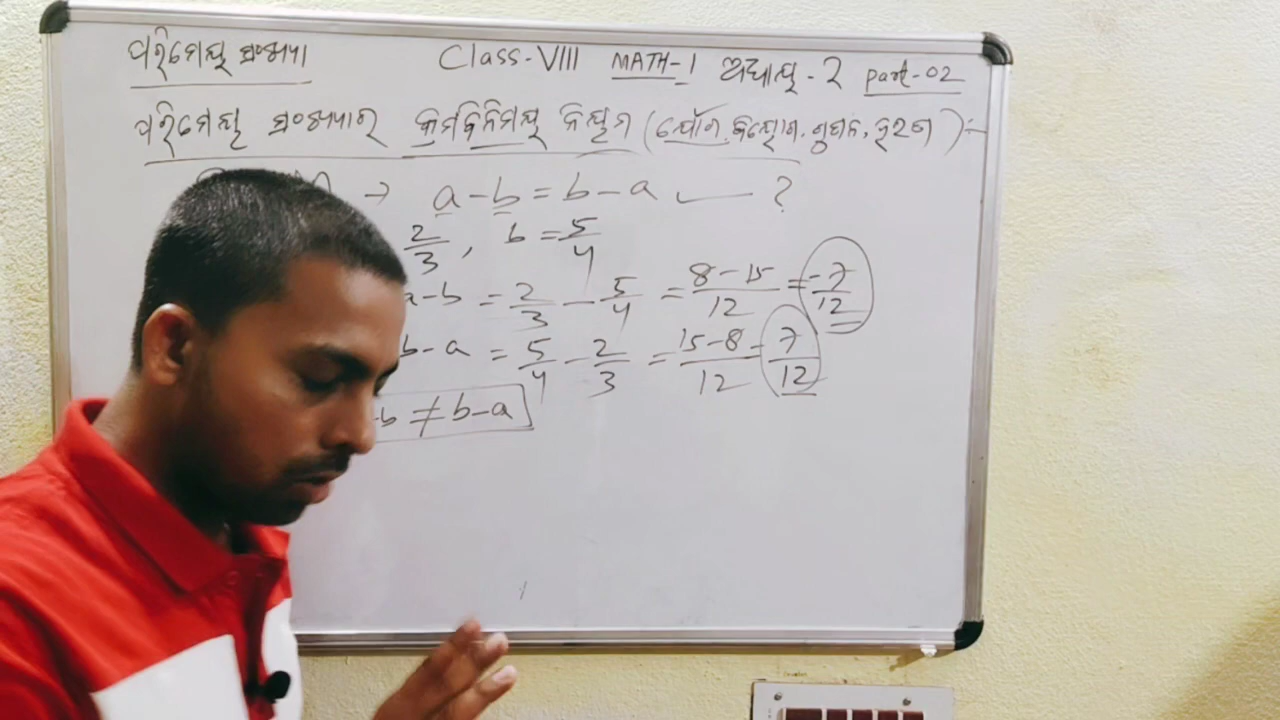 ପରିମେୟ ସଂଖ୍ୟା Class-VIII MATH-1 ଅଧ୍ୟାୟ-2 part-02
ପରିମେୟ ସଂଖ୍ୟାର କ୍ରମବିନିମୟ ନିୟମ (ଯୋଗ, ବିୟୋଗ, ଗୁଣନ, ହରଣ):-
→ a-b = b-a — ?
2/3, b = 5/4
a-b = 2/3 - 5/4 = 8-15/12 = -7/12
b-a = 5/4 - 2/3 = 15-8/12 = 7/12
-b ≠ b-a